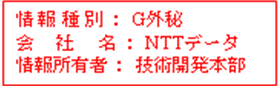 情報種別： G外秘
会　社　名： NTTデータ
情報所有者： 技術開発本部